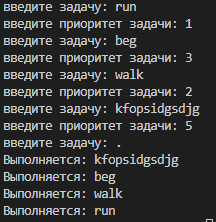 введите задачу: run
введите приоритет задачи: 1
введите задачу: beg
введите приоритет задачи: 3
введите задачу: walk
введите приоритет задачи: 2
введите задачу: kfopsidgsdjg
введите приоритет задачи: 5
введите задачу: .
Выполняется: kfopsidgsdjg
Выполняется: beg
Выполняется: walk
Выполняется: run